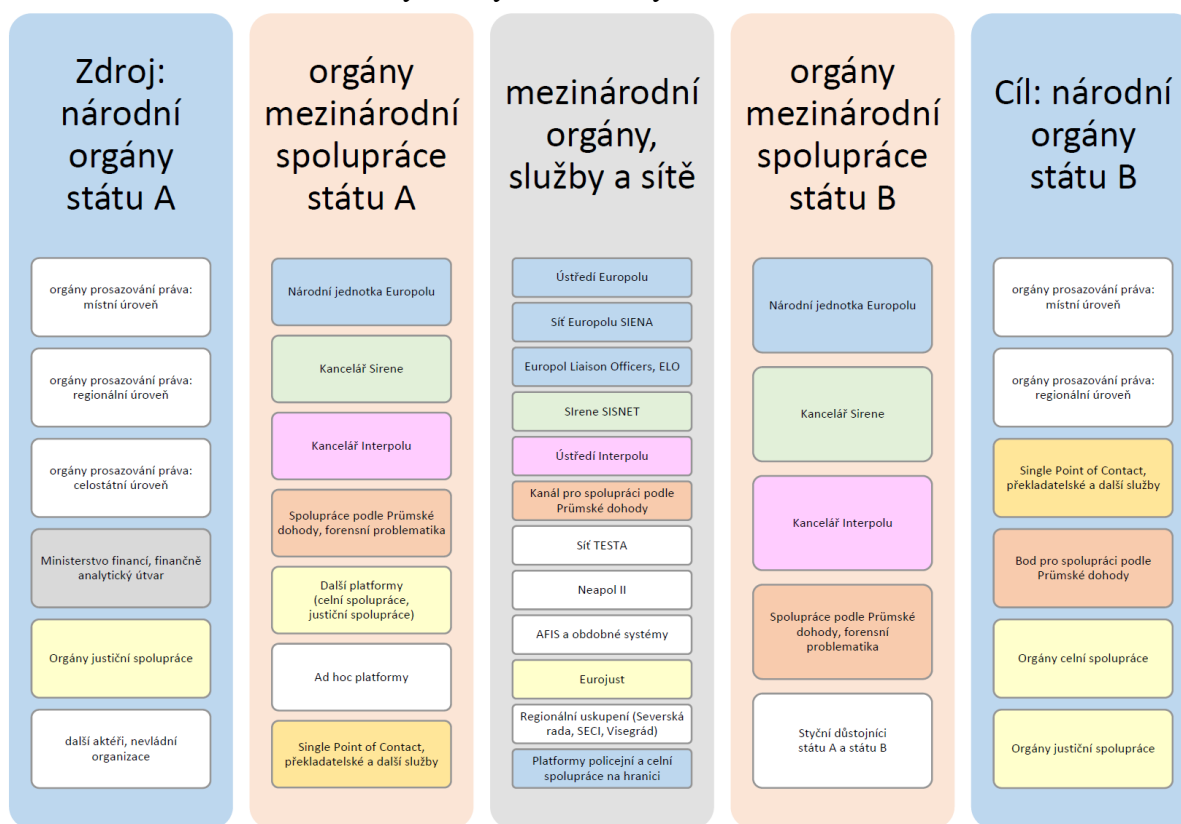 Zdroj:
národní
orgány
státu A
orgány prosazování práva:
místní úroveň
orgány prosazování práva:
regionální úroveň
orgány prosazování práva:
celostátní úroveň
Ministerstvo financí, finančně
analytický útvar
Orgány justiční spolupráce
další aktéři, nevládní
organizace
orgány
mezinárodní
spolupráce
státu A
Národní jednotka Europolu
Kancelář Sirene
Kancelář Interpolu
Spolupráce podle Prümské
dohody, forensní problematika
Další platformy
(celní spolupráce,
justiční spolupráce)
Ad hoc platformy
Single Point of Contact,
překladatelské a další služby
mezinárodní
orgány,
služby a sítě
Ústředí Europolu
Síť Europolu SIENA
Europol Liaison Officers, ELO
SIrene SISNET
Ústředí Interpolu
Kanál pro spolupráci podle
Prümské dohody
Síť TESTA
Neapol II
AFIS a obdobné systémy
Eurojust
Regionální uskupení (Severská
rada, SECI, Visegrád)
Platformy policejní a celní
spolupráce na hranici
orgány
mezinárodní
spolupráce
státu B
Národní jednotka Europolu
Kancelář Sirene
Kancelář Interpolu
Spolupráce podle Prümské
dohody, forensní
problematika
Styční důstojníci
státu A a státu B
Cíl: národní
orgány
státu B
orgány prosazování práva:
místní úroveň
orgány prosazování práva:
regionální úroveň
Single Point of Contact,
překladatelské a další služby
Bod pro spolupráci podle
Prümské dohody
Orgány celní spolupráce
Orgány justiční spolupráce